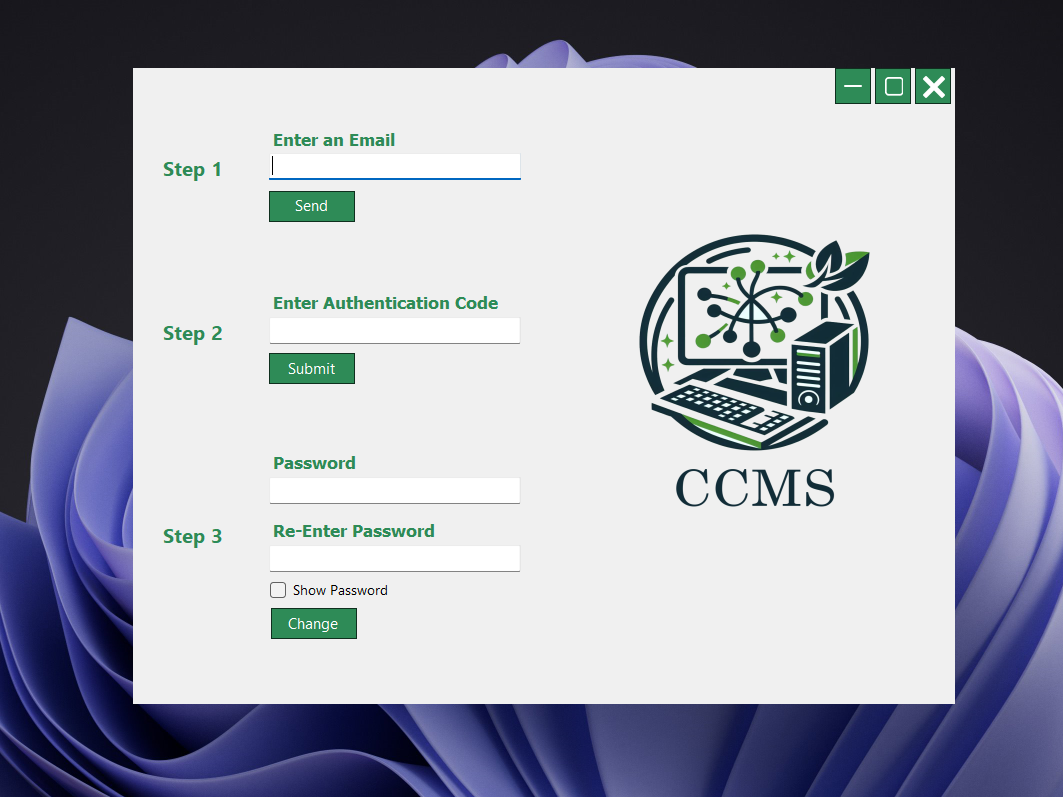 Enter an Email
Step 1
Send
Enter Authentication Code
Step 2
Submit
Password
Step 3
Re-Enter Password
Show Password
Change
CCMS